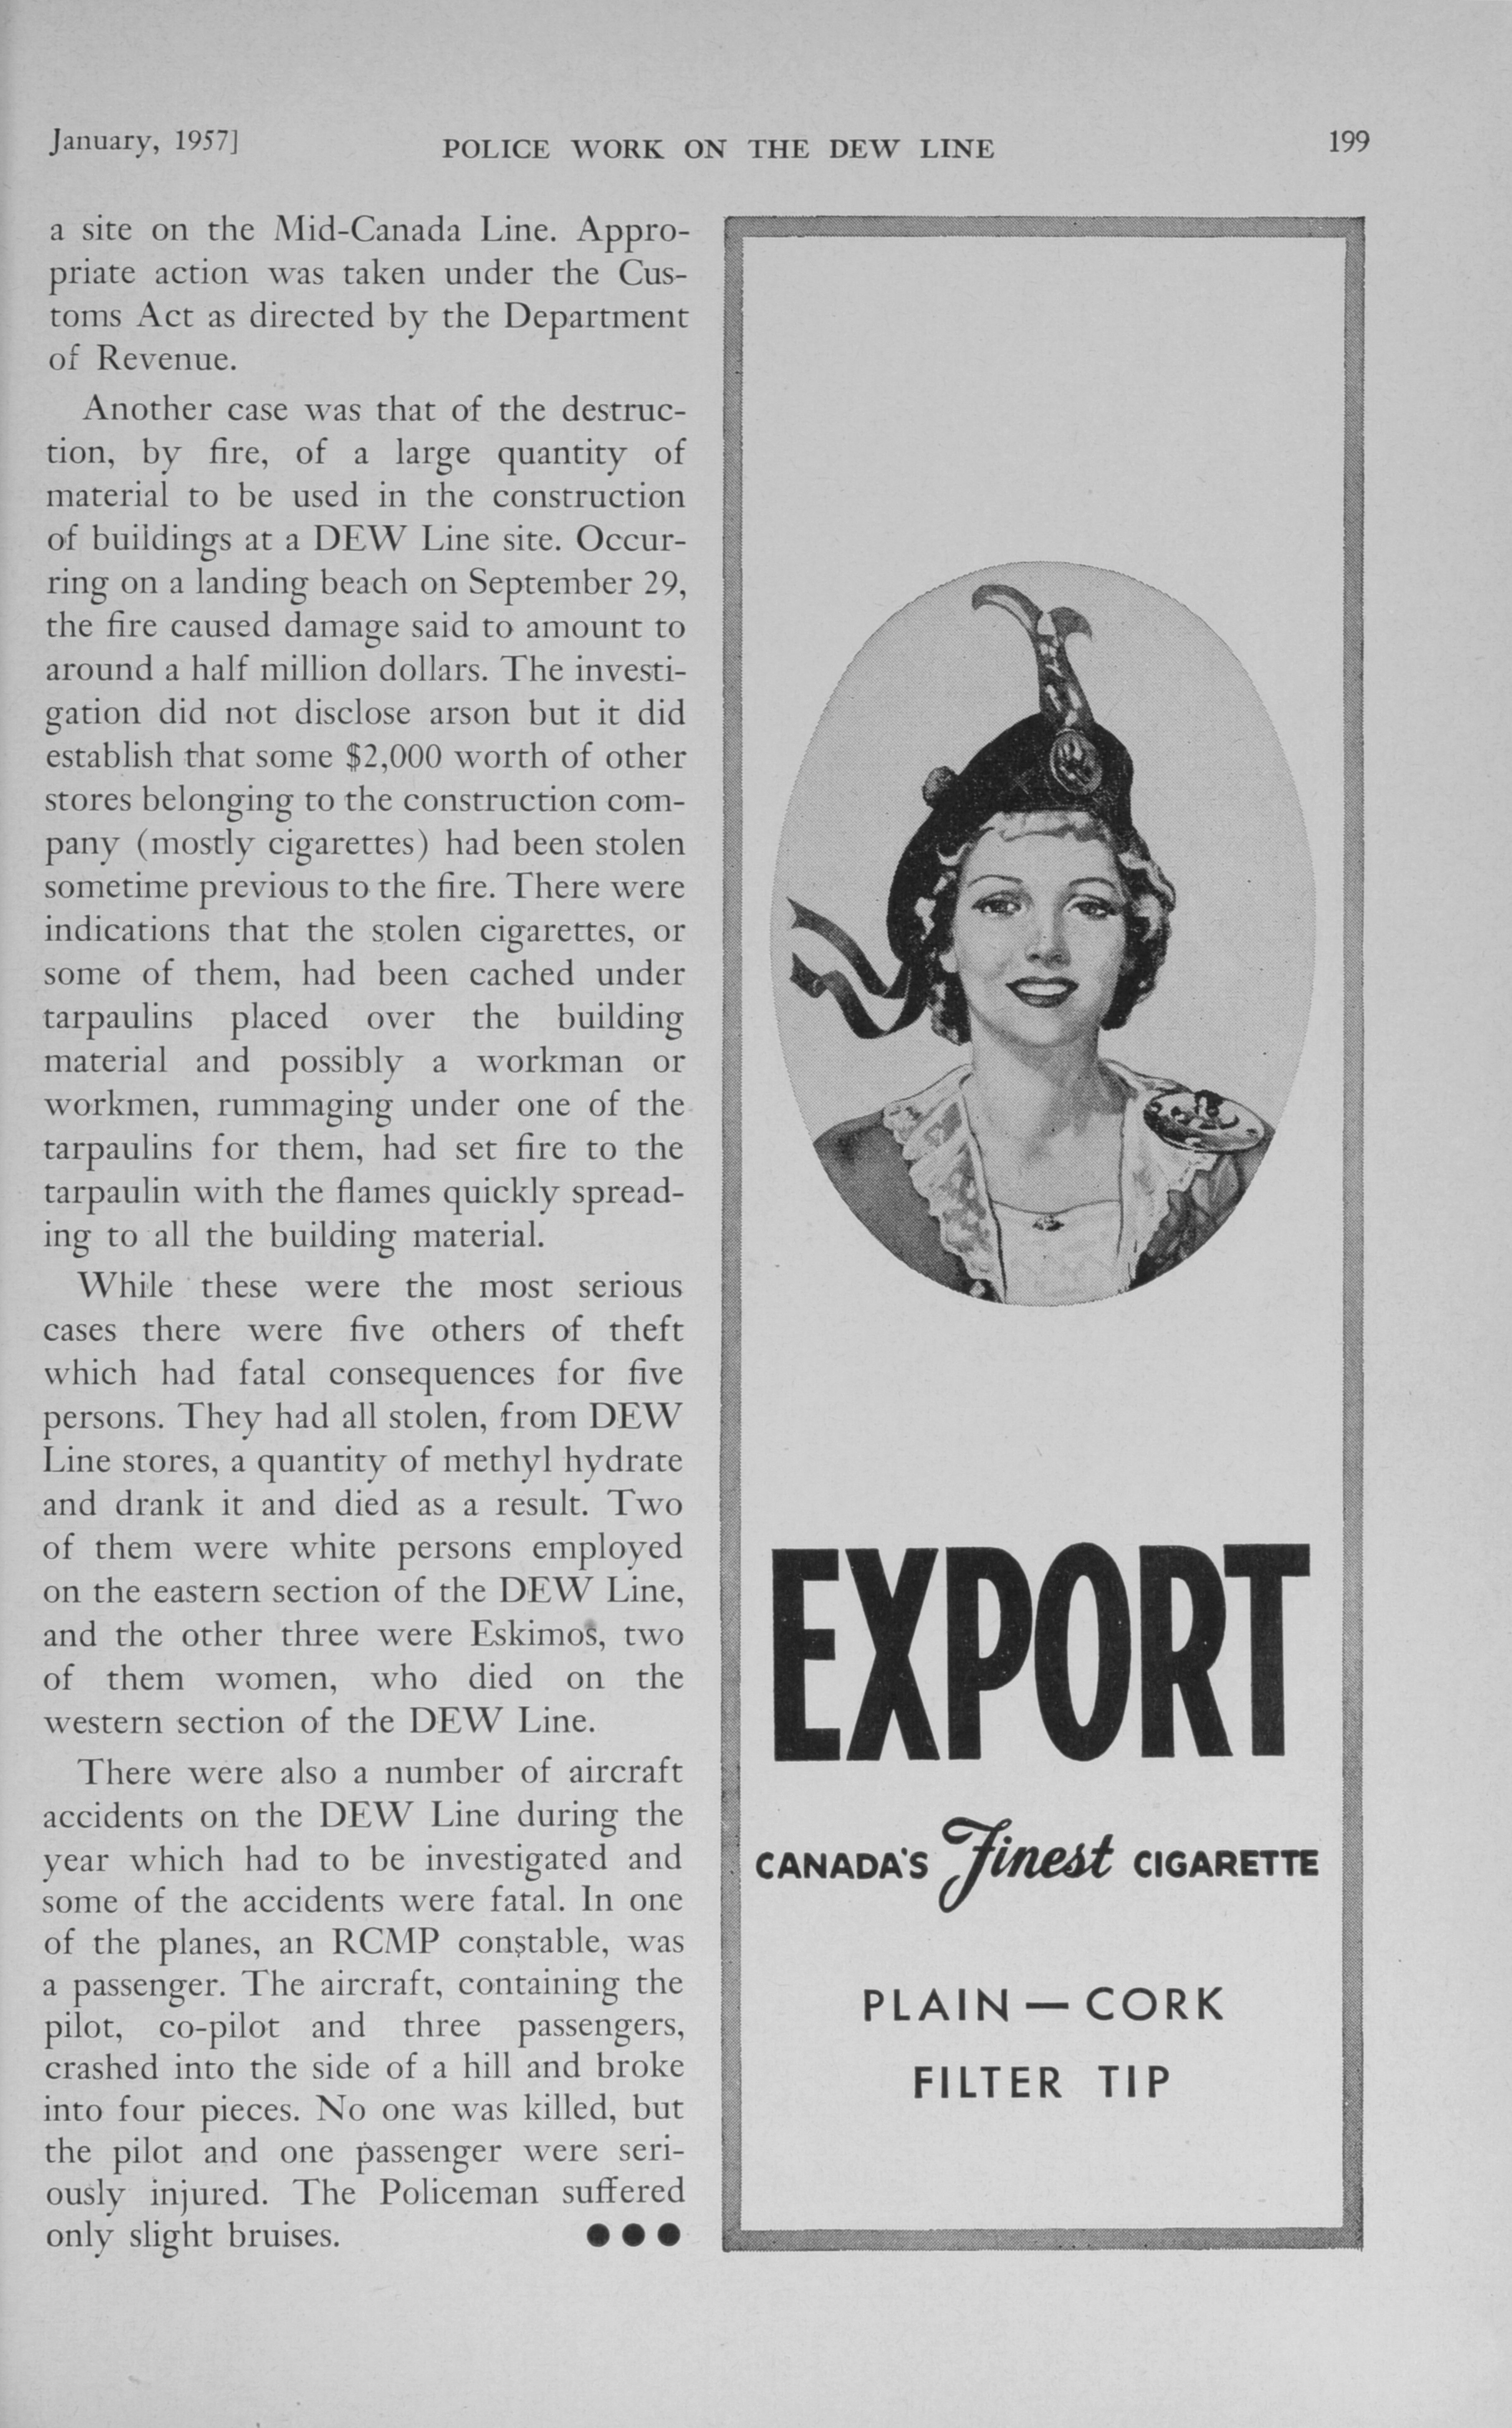 January, 1957]
POLICE WORK ON THE DEW LINE
199
a site on the Mid-Canada Line. Appro-
priate action was taken under the Cus-
toms Act as directed by the Department
of Revenue.
Another case was that of the destruc-
tion, by fire, of a large quantity of
material to be used in the construction
of buildings at a DEW Line site. Occur-
ring on a landing beach on September 29,
the fire caused damage said to amount to
around a half million dollars. The investi-
gation did not disclose arson but it did
establish that some $2,000 worth of other
stores belonging to the construction com-
pany (mostly cigarettes) had been stolen
sometime previous to the fire. There were
indications that the stolen cigarettes, or
some of them, had been cached under
tarpaulins placed over the building
material and possibly a workman or
workmen, rummaging under one of the
tarpaulins for them, had set fire to the
tarpaulin with the flames quickly spread-
ing to all the building material.
While these were the most serious
cases there were five others of theft
which had fatal consequences for five
persons. They had all stolen, from DEW
Line stores, a quantity of methyl hydrate
and drank it and died as a result. Two
of them were white persons employed
on the eastern section of the DEW Line,
and the other three were Eskimos, two
of them women, who died on the
western section of the DEW Line.
There were also a number of aircraft
accidents on the DEW Line during the
year which had to be investigated and
some of the accidents were fatal. In one
of the planes, an RCMP constable, was
a passenger. The aircraft, containing the
pilot, co-pilot and three passengers,
crashed into the side of a hill and broke
into four pieces. No one was killed, but
the pilot and one passenger were seri-
ously injured. The Policeman suffered
only slight bruises. ●●●
EXPORT
CANADA'S Finest CIGARETTE
PLAIN — CORK
FILTER TIP